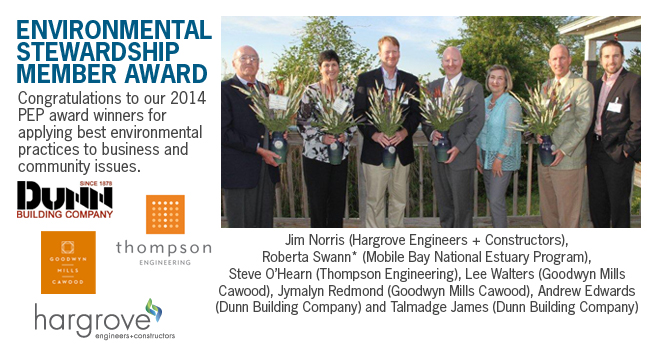 ENVIRONMENTAL
STEWARDSHIP
MEMBER AWARD
Congratulations to our 2014
PEP award winners for
applying best environmental
practices to business and
community issues.
SINCE 1878
DUNN
BUILDING COMPANY
thompson
ENGINEERING
GOODWYN
MILLS
CAWOOD
hargrove
engineers+constructors
Jim Norris (Hargrove Engineers + Constructors),
Roberta Swann* (Mobile Bay National Estuary Program),
Steve O'Hearn (Thompson Engineering), Lee Walters (Goodwyn Mills
Cawood), Jymalyn Redmond (Goodwyn Mills Cawood), Andrew Edwards
(Dunn Building Company) and Talmadge James (Dunn Building Company)